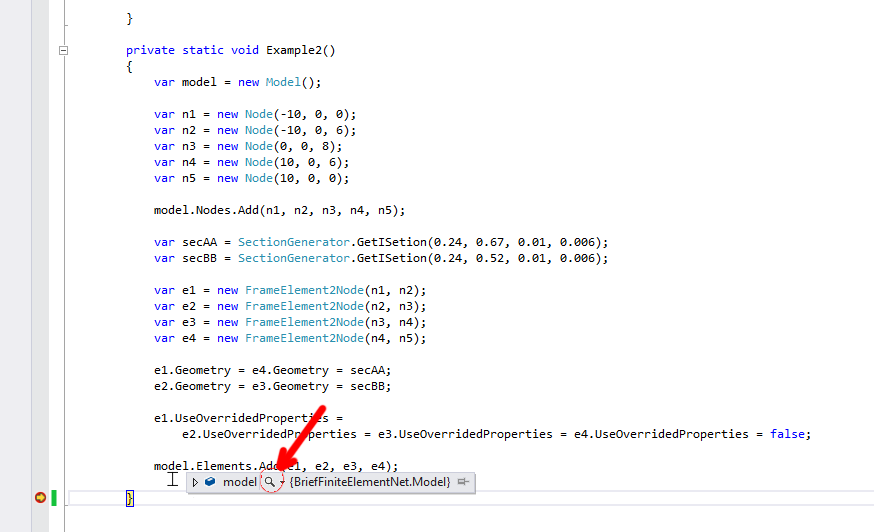 }
private static void Example2()
{
var model = new Model();
var n1 = new Node(-10, 0, 0);
var n2 = new Node(-10, 0, 6);
var n3 = new Node(0, 0, 8);
var n4 = new Node(10, 0, 6);
var n5 = new Node(10, 0, 0);
model.Nodes.Add(n1, n2, n3, n4, n5);
var secAA = SectionGenerator.GetISetion(0.24, 0.67, 0.01, 0.006);
var secBB = SectionGenerator.GetISetion(0.24, 0.52, 0.01, 0.006);
var e1 = new FrameElement2Node(n1, n2);
var e2 = new FrameElement2Node(n2, n3);
var e3 = new FrameElement2Node(n3, n4);
var e4 = new FrameElement2Node(n4, n5);
e1.Geometry = e4.Geometry = secAA;
e2.Geometry = e3.Geometry = secBB;
e1.UseOverridedProperties =
e2.UseOverridedProperties = e3.UseOverridedProperties = e4.UseOverridedProperties = false;
model.Elements.Add(e1, e2, e3, e4);
model {BriefFiniteElementNet.Model}
}